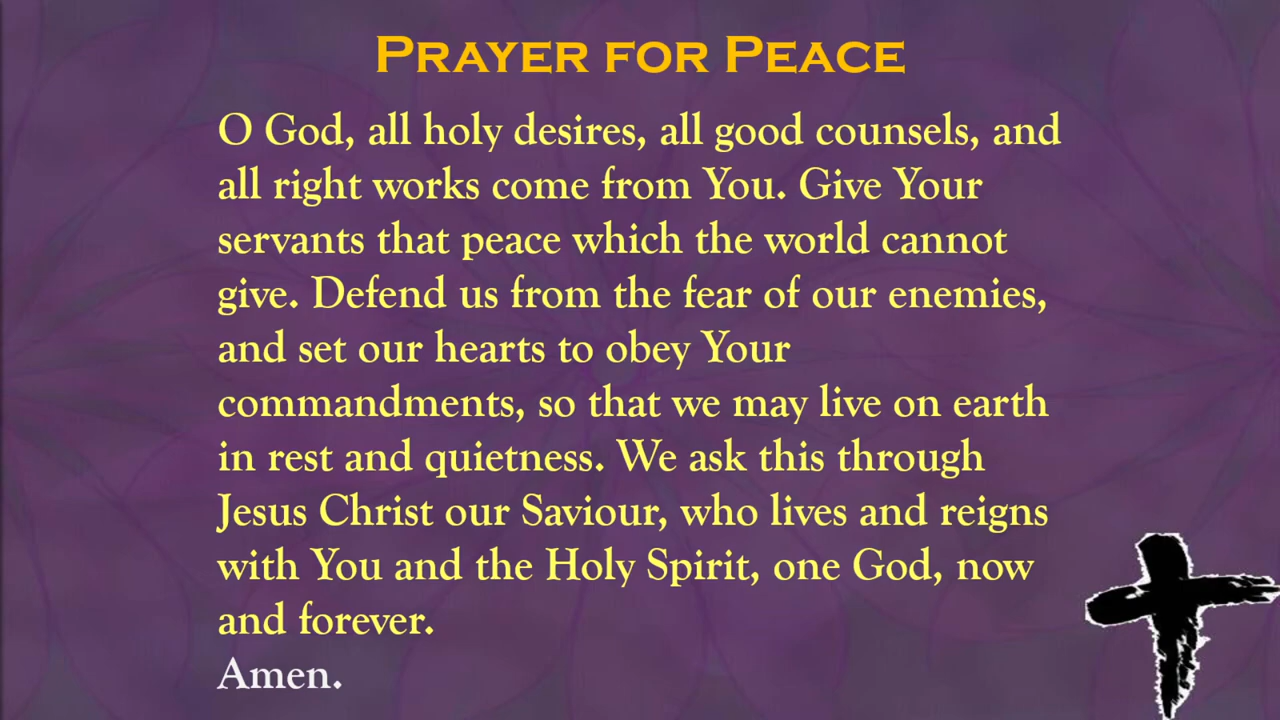 PRAYER FOR PEACE
O God, all holy desires, all good counsels, and
all right works come from You. Give Your
servants that peace which the world cannot
give. Defend us from the fear of our enemies,
and set our hearts to obey Your
commandments, so that we may live on earth
in rest and quietness. We ask this through
Jesus Christ our Saviour, who lives and reigns
with You and the Holy Spirit, one God, now
and forever.
Amen.